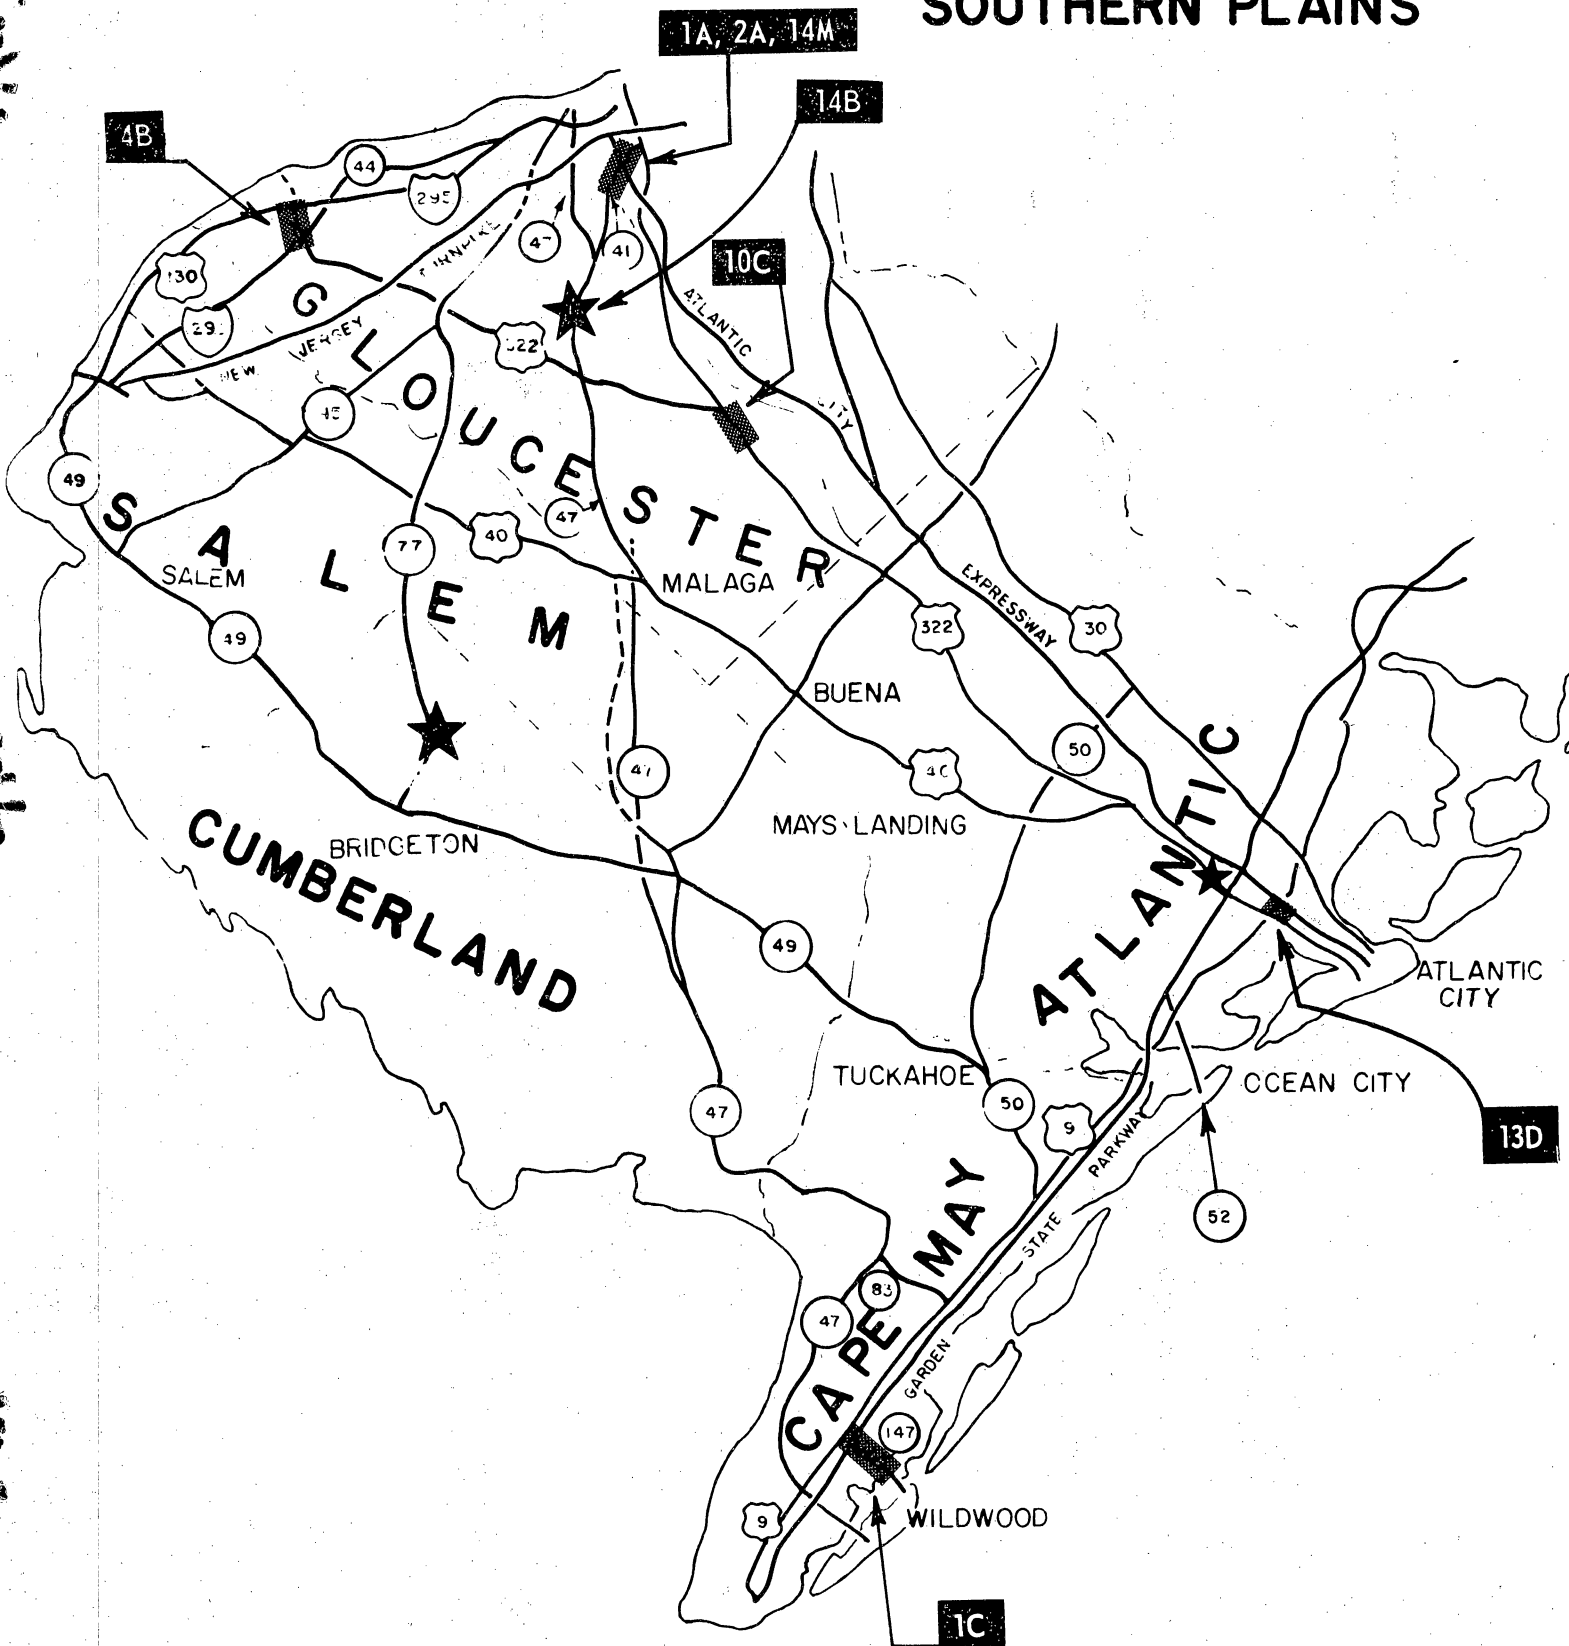 SOUTHERN PLAINS
1A, 2A, 14M
14B
4B
44
295
47
41
10C
130
TURNPIKE
ATLANTIC
GLOUCESTER
NEW JERSEY
322
CITY
45
49
SALEM
77
40
47
MALAGA
SALEM
EXPRESSWAY
322
30
49
BUENA
50
47
40
MAYS LANDING
BRIDGETON
CUMBERLAND
ATLANTIC
49
ATLANTIC
CITY
TUCKAHOE
OCEAN CITY
50
47
9
PARKWAY
13D
52
CAPE MAY
STATE
83
47
GARDEN
147
9
WILDWOOD
1C